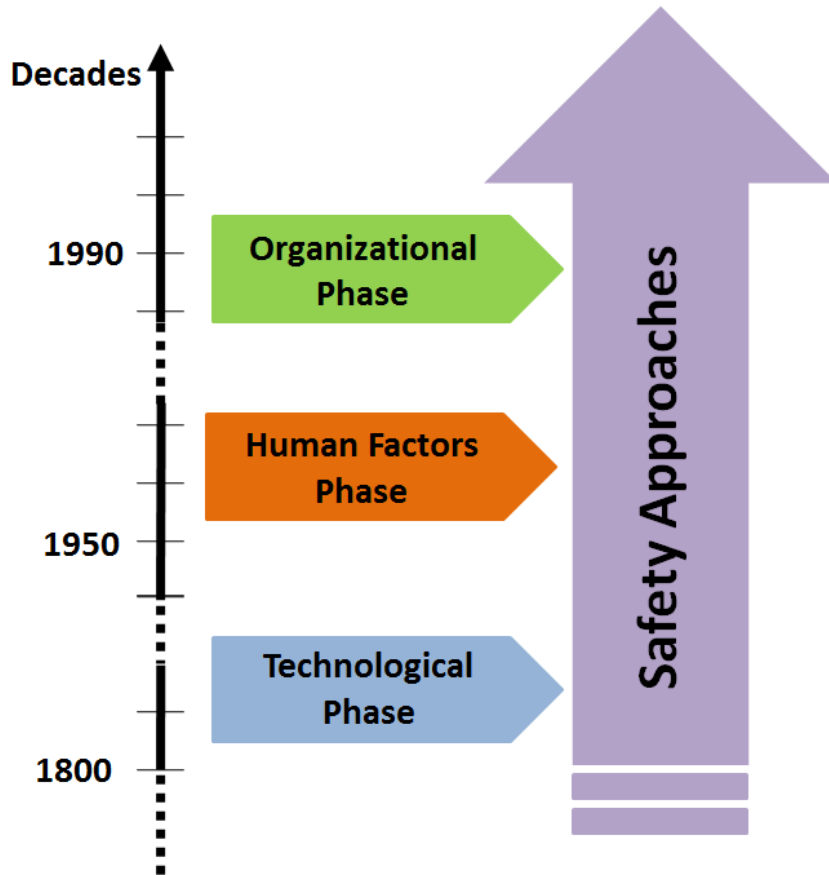 Decades
1990
Organizational
Phase
Human Factors
Phase
1950
Technological
Phase
1800
Safety Approaches